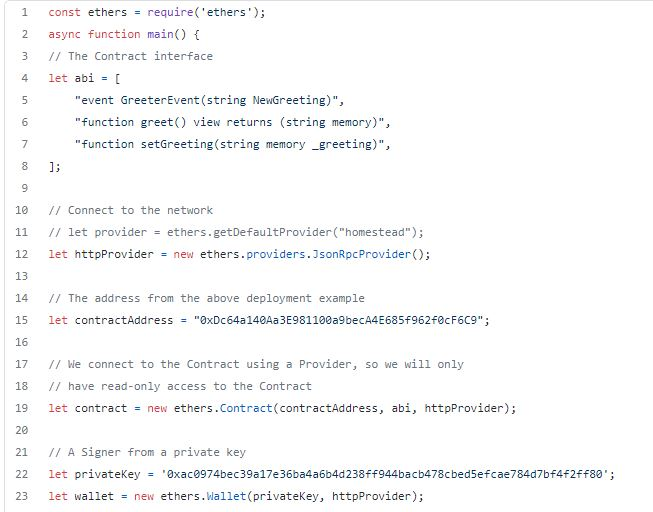 1 const ethers = require('ethers');
2 async function main() {
3 // The Contract interface
4 let abi = [
5 "event GreeterEvent(string NewGreeting)",
6 "function greet() view returns (string memory)",
7 "function setGreeting(string memory _greeting)",
8 ];
9
10 // Connect to the network
11 // let provider = ethers.getDefaultProvider("homestead");
12 let httpProvider = new ethers.providers.JsonRpcProvider();
13
14 // The address from the above deployment example
15 let contractAddress = "0xDc64a140Aa3E981100a9becA4E685f962f0cF6C9";
16
17 // We connect to the Contract using a Provider, so we will only
18 // have read-only access to the Contract
19 let contract = new ethers.Contract(contractAddress, abi, httpProvider);
20
21 // A Signer from a private key
22 let privateKey = '0xac0974bec39a17e36ba4a6b4d238ff944bacb478cbed5efcae784d7bf4f2ff80';
23 let wallet = new ethers.Wallet(privateKey, httpProvider);